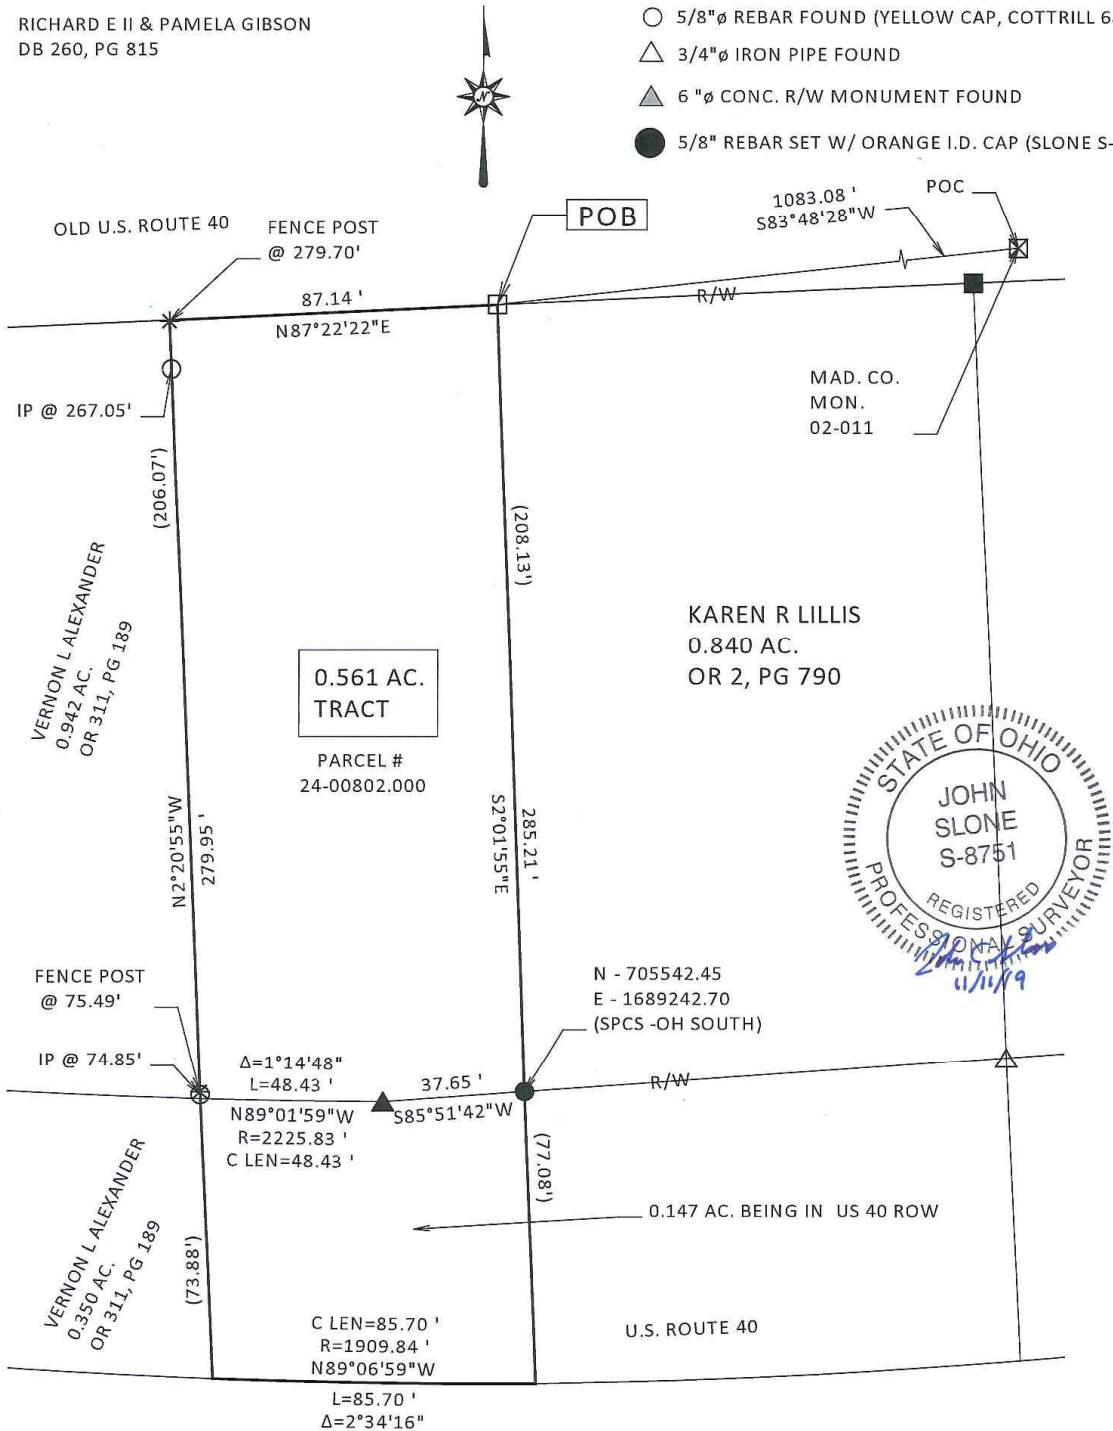 RICHARD E II & PAMELA GIBSON
DB 260, PG 815
5/8"ø REBAR FOUND (YELLOW CAP, COTTRILL 6
3/4"ø IRON PIPE FOUND
6 "ø CONC. R/W MONUMENT FOUND
5/8" REBAR SET W/ ORANGE I.D. CAP (SLONE S-
N
OLD U.S. ROUTE 40
FENCE POST
@ 279.70'
POB
1083.08 '
S83°48'28"W
POC
87.14 '
N87°22'22"E
R/W
IP @ 267.05'
MAD. CO.
MON.
02-011
(206.07')
(208.13')
VERNON L ALEXANDER
0.942 AC.
OR 311, PG 189
0.561 AC.
TRACT
PARCEL #
24-00802.000
KAREN R LILLIS
0.840 AC.
OR 2, PG 790
N2°20'55"W
279.95 '
285.21 '
S2°01'55"E
STATE OF OHIO
JOHN
SLONE
S-8751
REGISTERED
PROFESSIONAL SURVEYOR
11/11/19
FENCE POST
@ 75.49'
IP @ 74.85'
N - 705542.45
E - 1689242.70
(SPCS -OH SOUTH)
Δ=1°14'48"
L=48.43 '
N89°01'59"W
R=2225.83 '
C LEN=48.43 '
37.65 '
S85°51'42"W
R/W
(77.08')
(73.88')
VERNON L ALEXANDER
0.350 AC.
OR 311, PG 189
0.147 AC. BEING IN US 40 ROW
C LEN=85.70 '
R=1909.84 '
N89°06'59"W
U.S. ROUTE 40
L=85.70 '
Δ=2°34'16"